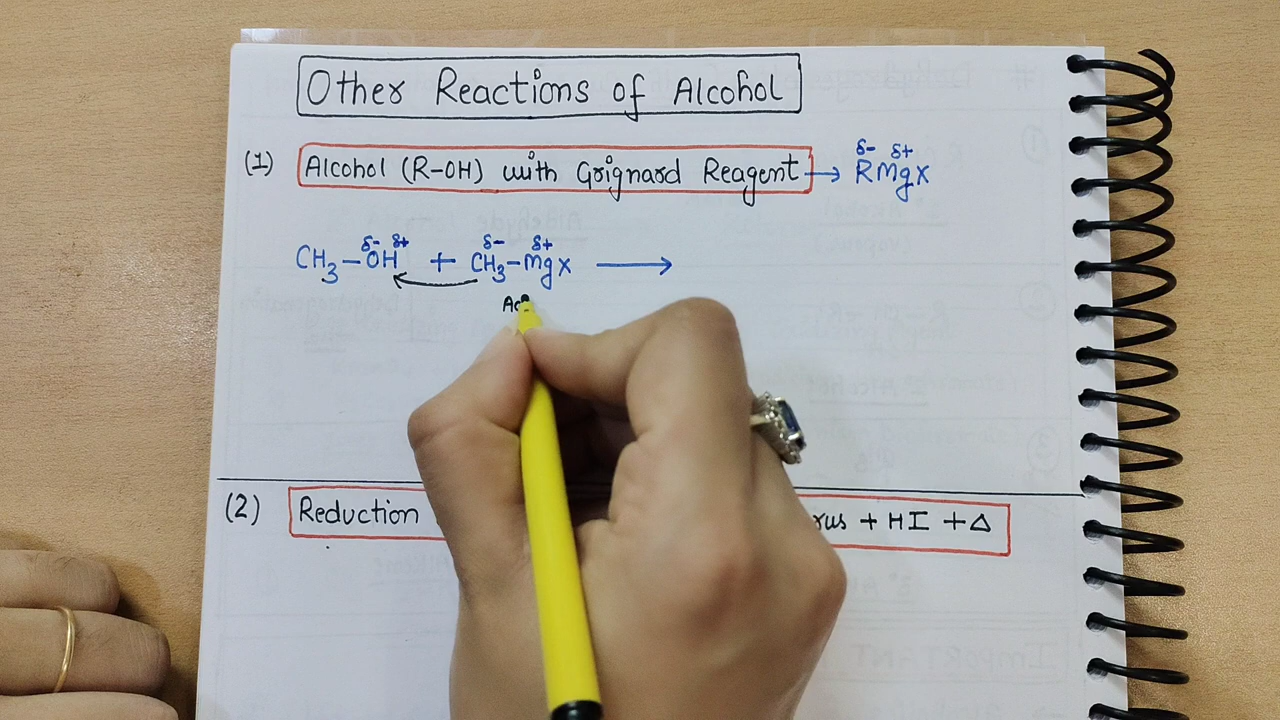 Other Reactions of Alcohol
(1) Alcohol (R-OH) with Grignard Reagent → RMgX
δ- δ+
δ- δ+ δ- δ+
CH₃-OH + CH₃-MgX →
(2) Reduction + HI + Δ